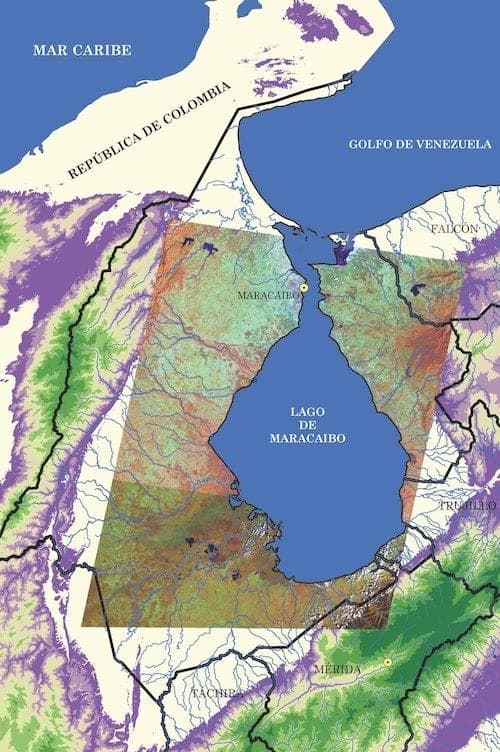 MAR CARIBE
REPÚBLICA DE COLOMBIA
GOLFO DE VENEZUELA
FALCÓN
MARACAIBO
LAGO
DE
MARACAIBO
TRUJILLO
MÉRIDA
TÁCHIRA